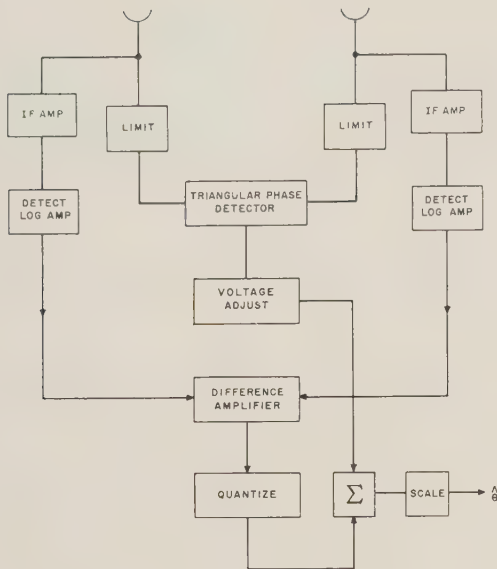 IF AMP
LIMIT
LIMIT
IF AMP
DETECT
LOG AMP
TRIANGULAR PHASE
DETECTOR
DETECT
LOG AMP
VOLTAGE
ADJUST
DIFFERENCE
AMPLIFIER
QUANTIZE
Σ
SCALE
θ̂